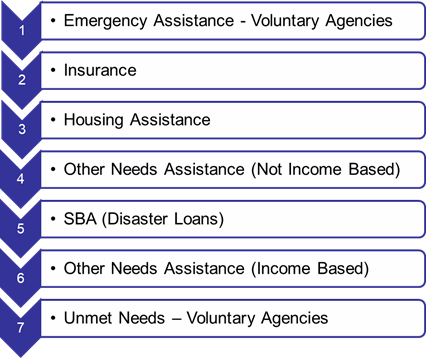 1 • Emergency Assistance - Voluntary Agencies
2 • Insurance
3 • Housing Assistance
4 • Other Needs Assistance (Not Income Based)
5 • SBA (Disaster Loans)
6 • Other Needs Assistance (Income Based)
7 • Unmet Needs – Voluntary Agencies